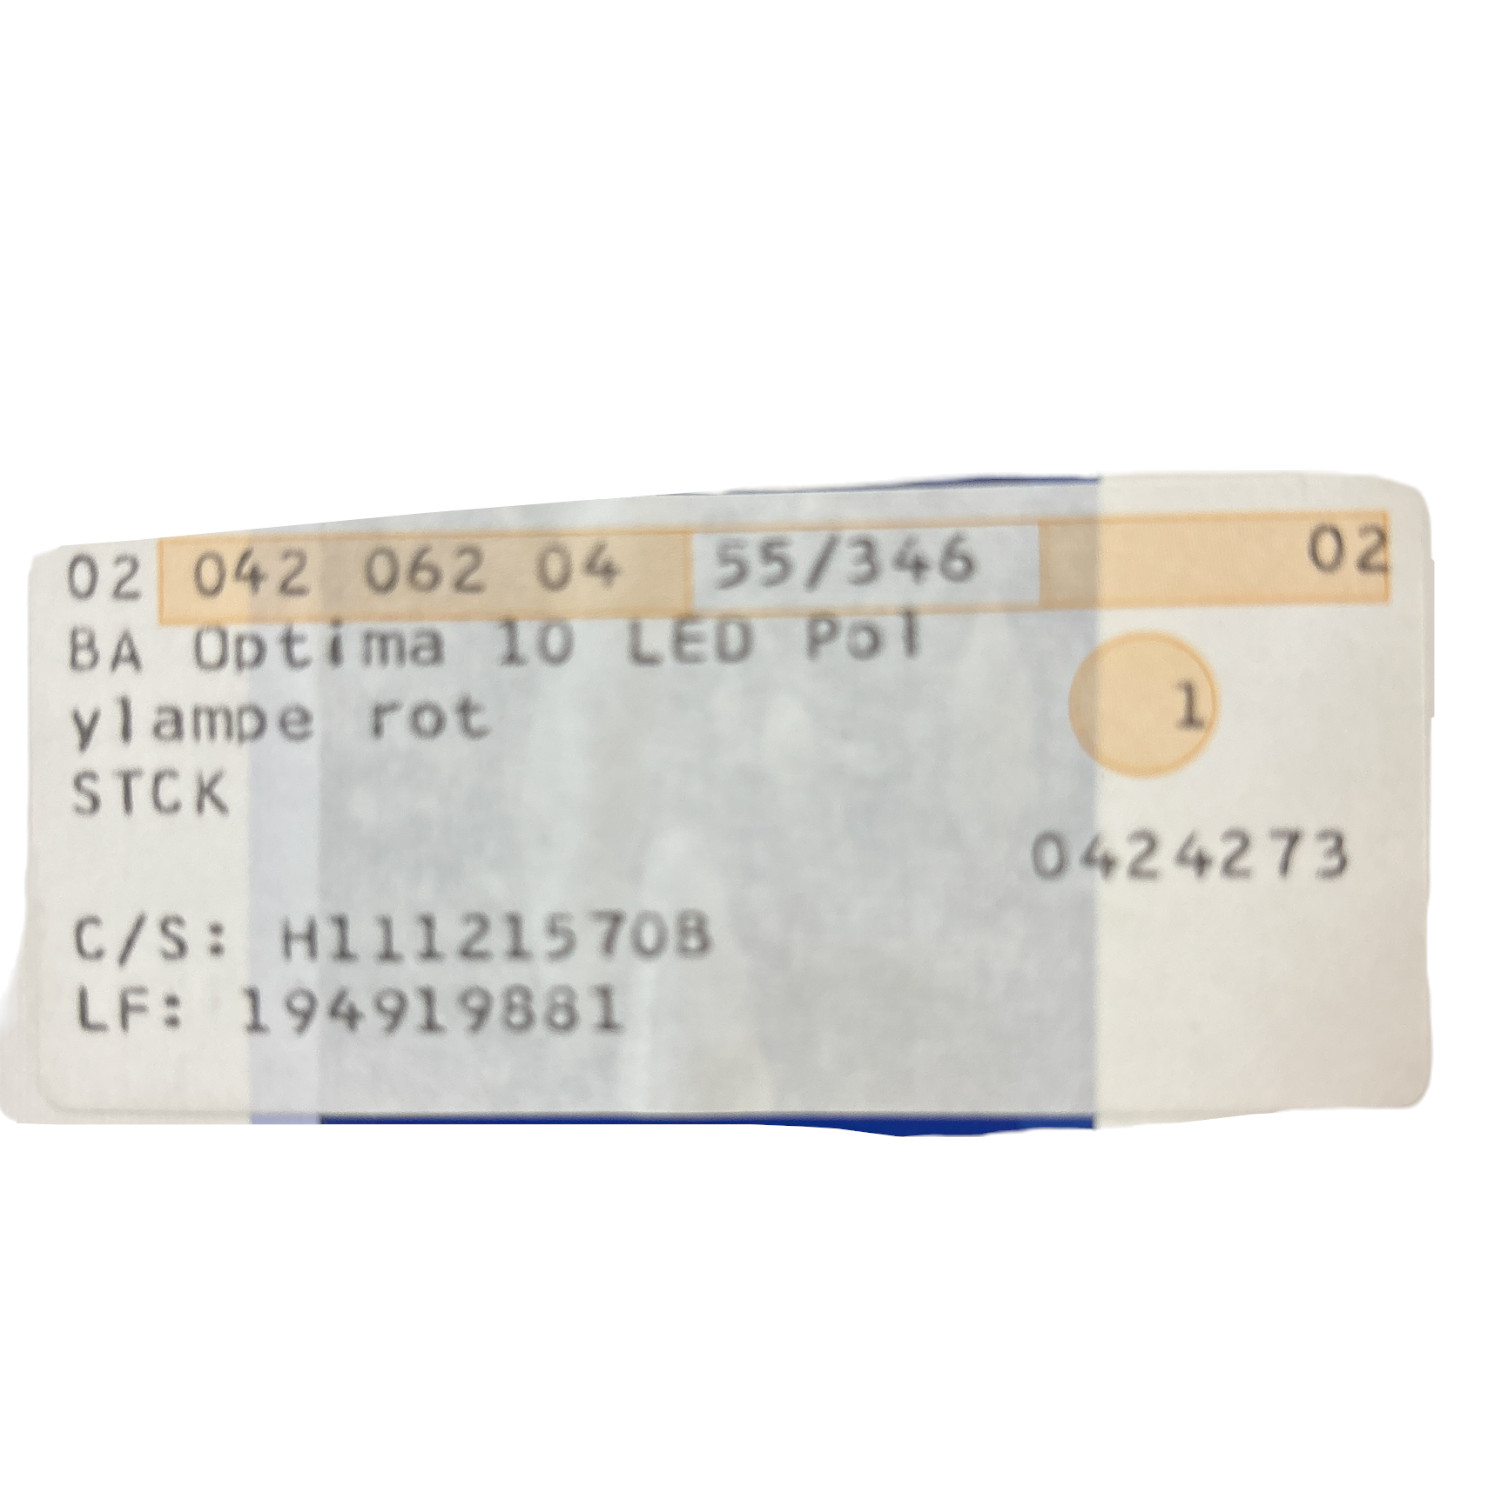 02 042 062 04 55/346 02
BA Optima 10 LED Pol
ylampe rot
1
STCK
0424273
C/S: H11121570B
LF: 194919881